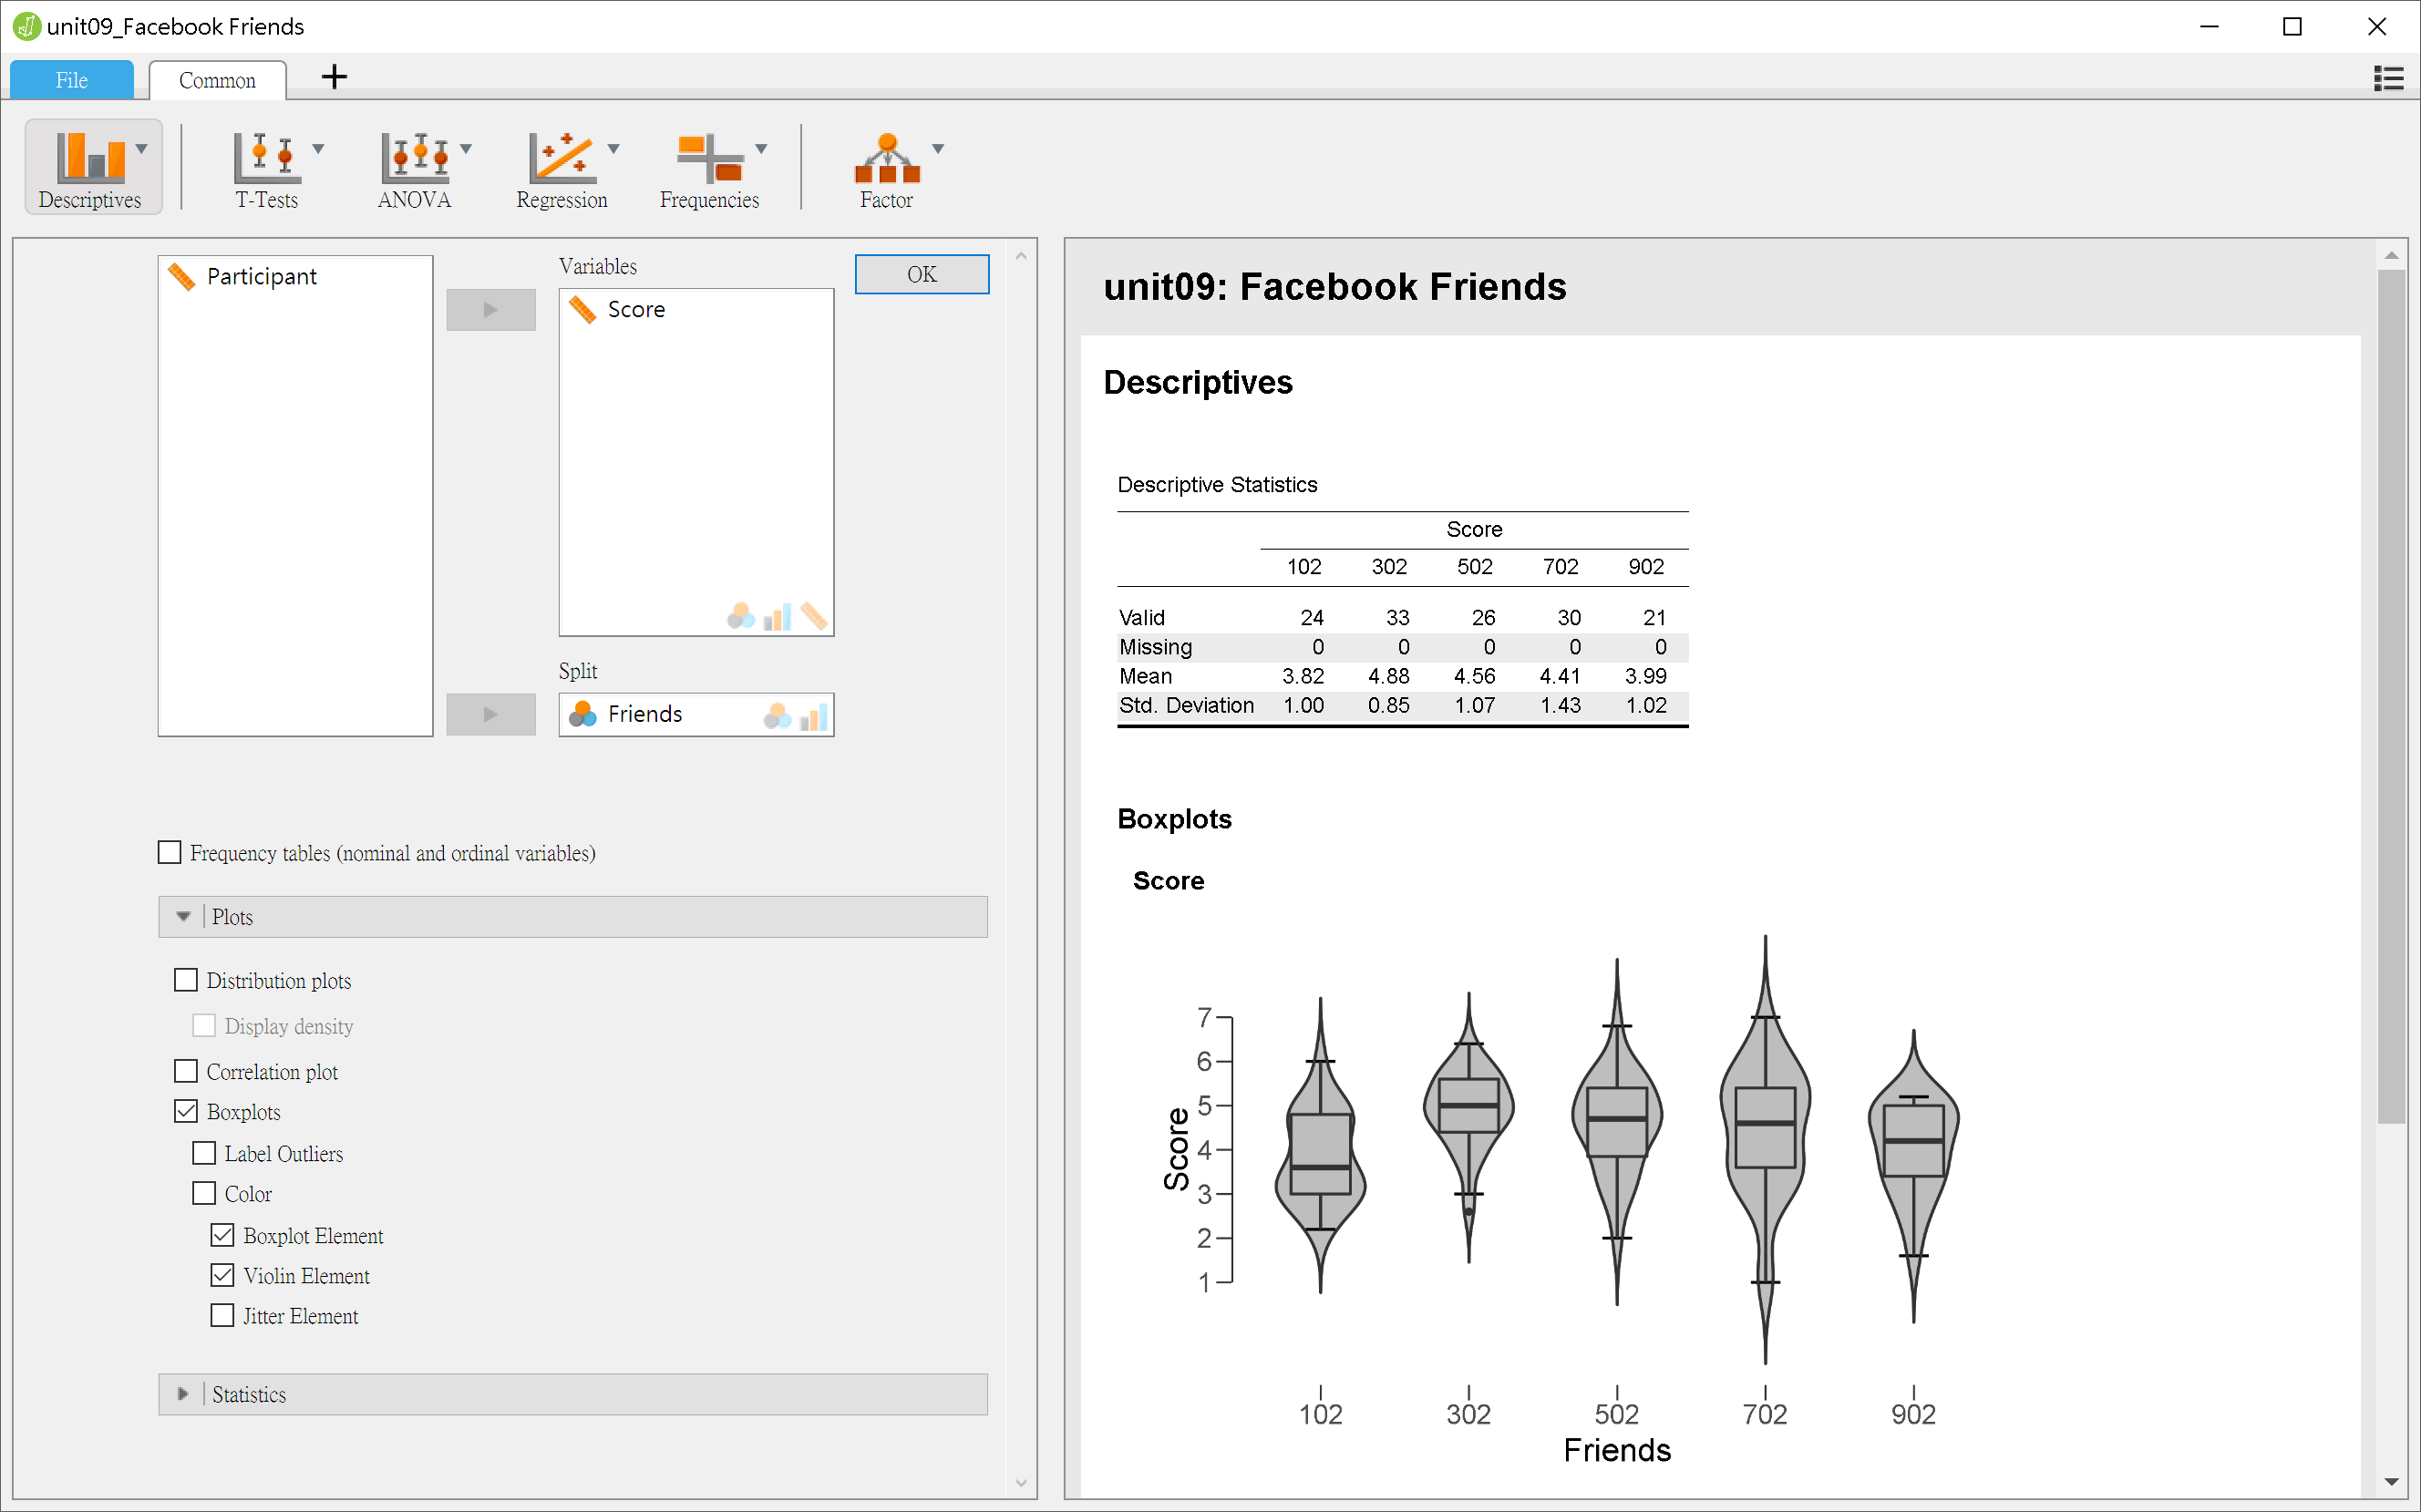 unit09_Facebook Friends
File
Common
Descriptives
T-Tests
ANOVA
Regression
Frequencies
Factor
Participant
Variables
Score
OK
Split
Friends
Frequency tables (nominal and ordinal variables)
Plots
Distribution plots
Display density
Correlation plot
Boxplots
Label Outliers
Color
Boxplot Element
Violin Element
Jitter Element
Statistics
unit09: Facebook Friends
Descriptives
Descriptive Statistics
Score
102 302 502 702 902
Valid 24 33 26 30 21
Missing 0 0 0 0 0
Mean 3.82 4.88 4.56 4.41 3.99
Std. Deviation 1.00 0.85 1.07 1.43 1.02
Boxplots
Score
7
6
5
4
3
2
1
Score
102 302 502 702 902
Friends